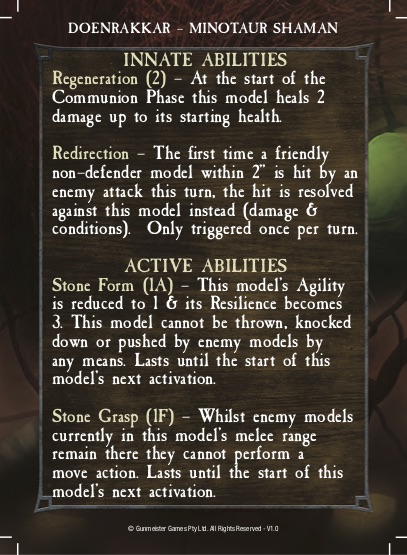 DOENRAKKAR – MINOTAUR SHAMAN
INNATE ABILITIES
Regeneration (2) – At the start of the
Communion Phase this model heals 2
damage up to its starting health.
Redirection – The first time a friendly
non-defender model within 2” is hit by an
enemy attack this turn, the hit is resolved
against this model instead (damage &
conditions). Only triggered once per turn.
ACTIVE ABILITIES
Stone Form (1A) – This model's Agility
is reduced to 1 & its Resilience becomes
3. This model cannot be thrown, knocked
down or pushed by enemy models by
any means. Lasts until the start of this
model's next activation.
Stone Grasp (1F) – Whilst enemy models
currently in this model's melee range
remain there they cannot perform a
move action. Lasts until the start of this
model's next activation.
© Gunmeister Games Pty Ltd. All Rights Reserved - V1.0